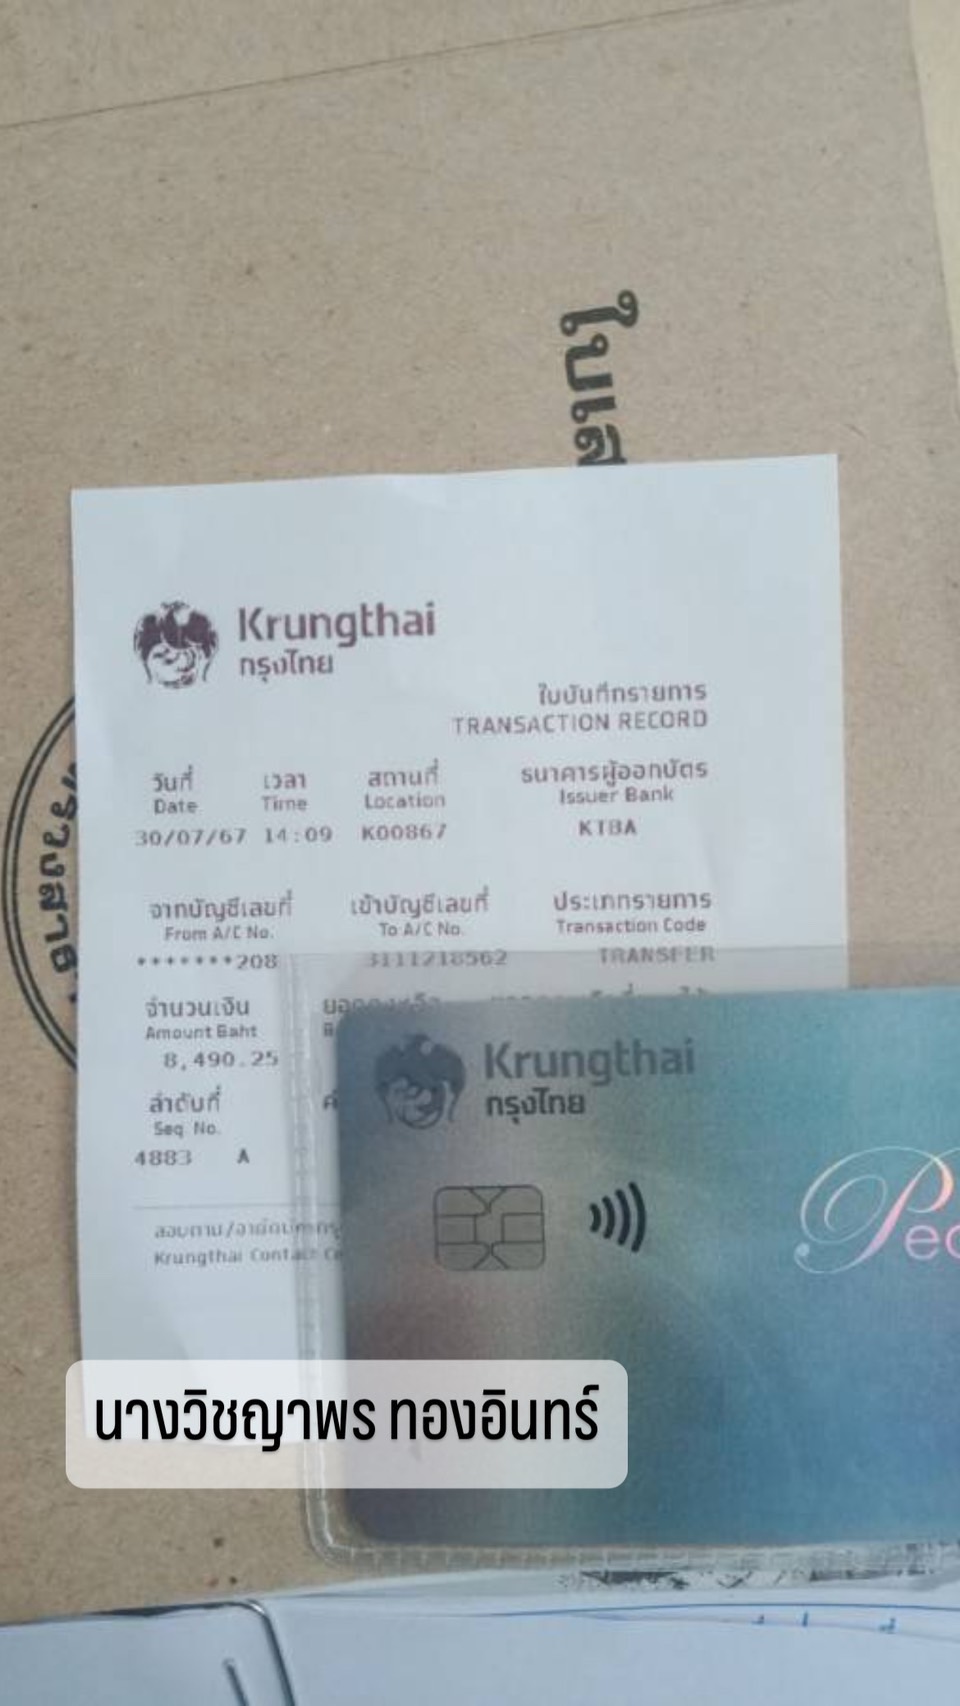 ใบเส
Krungthai
กรุงไทย
ใบบันทึกรายการ
TRANSACTION RECORD
วันที่ เวลา สถานที่ ธนาคารผู้ออกบัตร
Date Time Location Issuer Bank
30/07/67 14:09 K00867 KTBA
จากบัญชีเลขที่ เข้าบัญชีเลขที่ ประเภทรายการ
From A/C No. To A/C No. Transaction Code
*******208 3111218562 TRANSFER
จำนวนเงิน
Amount Baht
8,490.25
ลำดับที่
Seq No.
4883 A
Krungthai Contact Ce
Krungthai
กรุงไทย
Peo
นางวิชญาพร ทองอินทร์